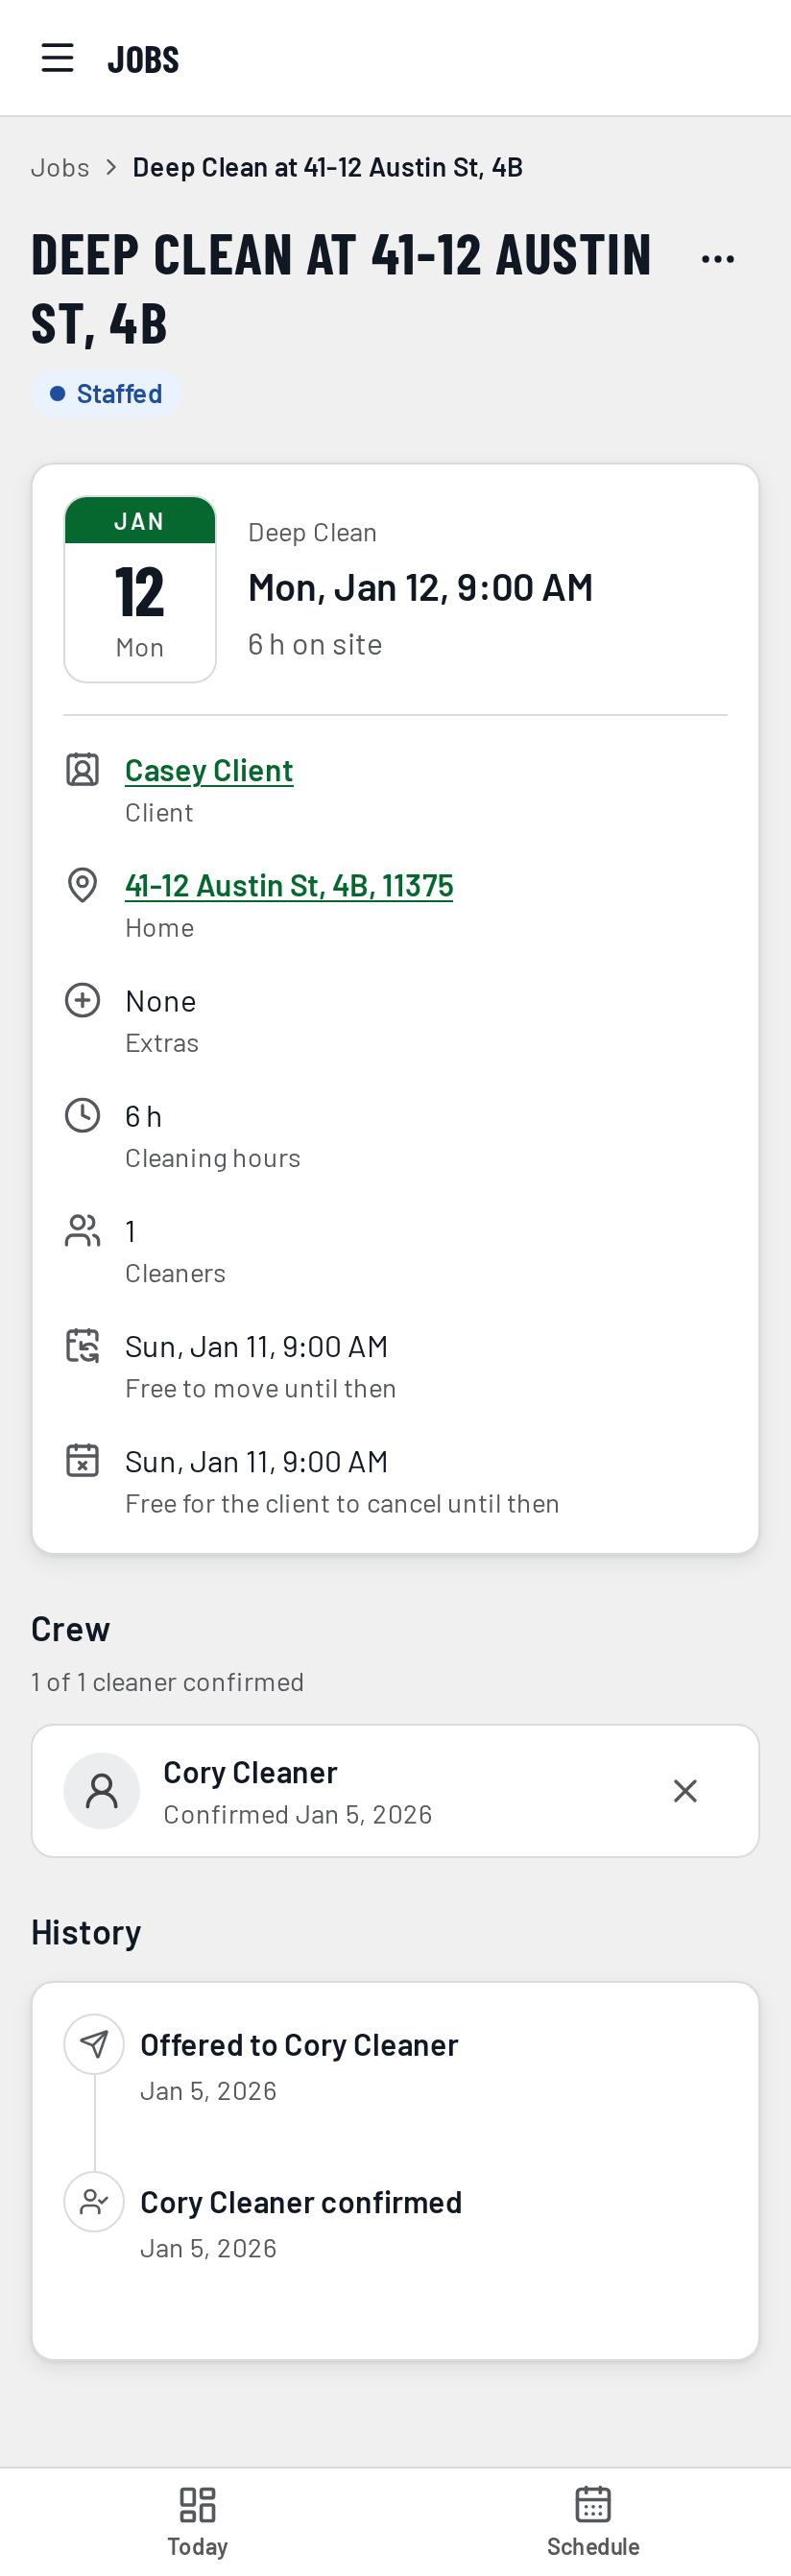 JOBS
Jobs > Deep Clean at 41-12 Austin St, 4B
DEEP CLEAN AT 41-12 AUSTIN
ST, 4B
...
Staffed
JAN
12
Mon
Deep Clean
Mon, Jan 12, 9:00 AM
6 h on site
Casey Client
Client
41-12 Austin St, 4B, 11375
Home
None
Extras
6 h
Cleaning hours
1
Cleaners
Sun, Jan 11, 9:00 AM
Free to move until then
Sun, Jan 11, 9:00 AM
Free for the client to cancel until then
Crew
1 of 1 cleaner confirmed
Cory Cleaner
Confirmed Jan 5, 2026
History
Offered to Cory Cleaner
Jan 5, 2026
Cory Cleaner confirmed
Jan 5, 2026
Today
Schedule